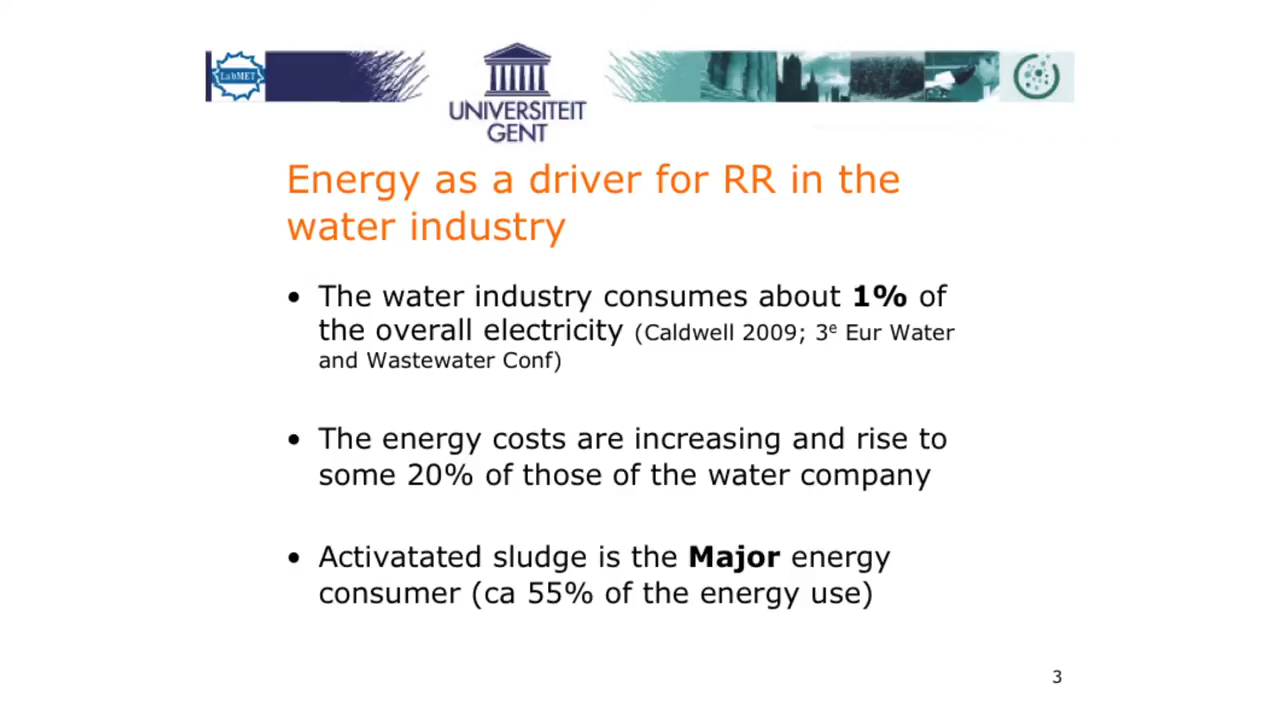 LabMET
UNIVERSITEIT
GENT
Energy as a driver for RR in the
water industry
• The water industry consumes about 1% of
the overall electricity (Caldwell 2009; 3ᵉ Eur Water
and Wastewater Conf)
• The energy costs are increasing and rise to
some 20% of those of the water company
• Activatated sludge is the Major energy
consumer (ca 55% of the energy use)
3